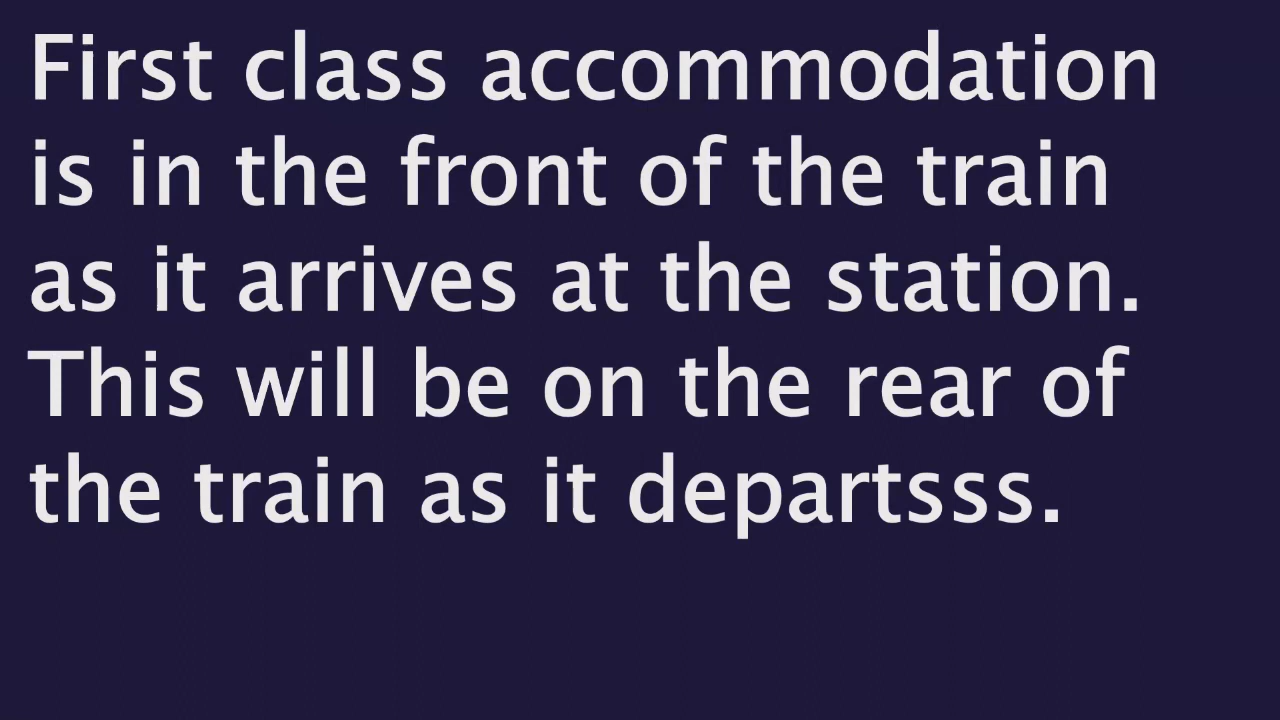 First class accommodation
is in the front of the train
as it arrives at the station.
This will be on the rear of
the train as it departsss.